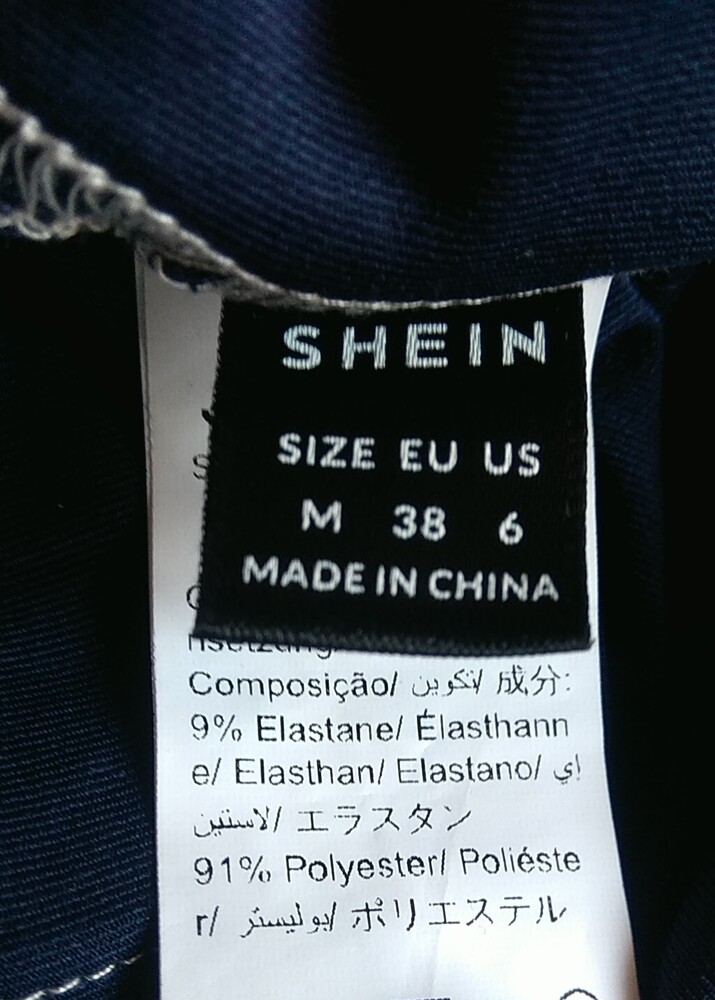 SHEIN
SIZE EU US
M 38 6
MADE IN CHINA
Composição/ التكوين/ 成分:
9% Elastane/ Élasthann
e/ Elasthan/ Elastano/ إي
لاستين/ エラスタン
91% Polyester/ Poliéste
r/ بوليستر/ ポリエステル